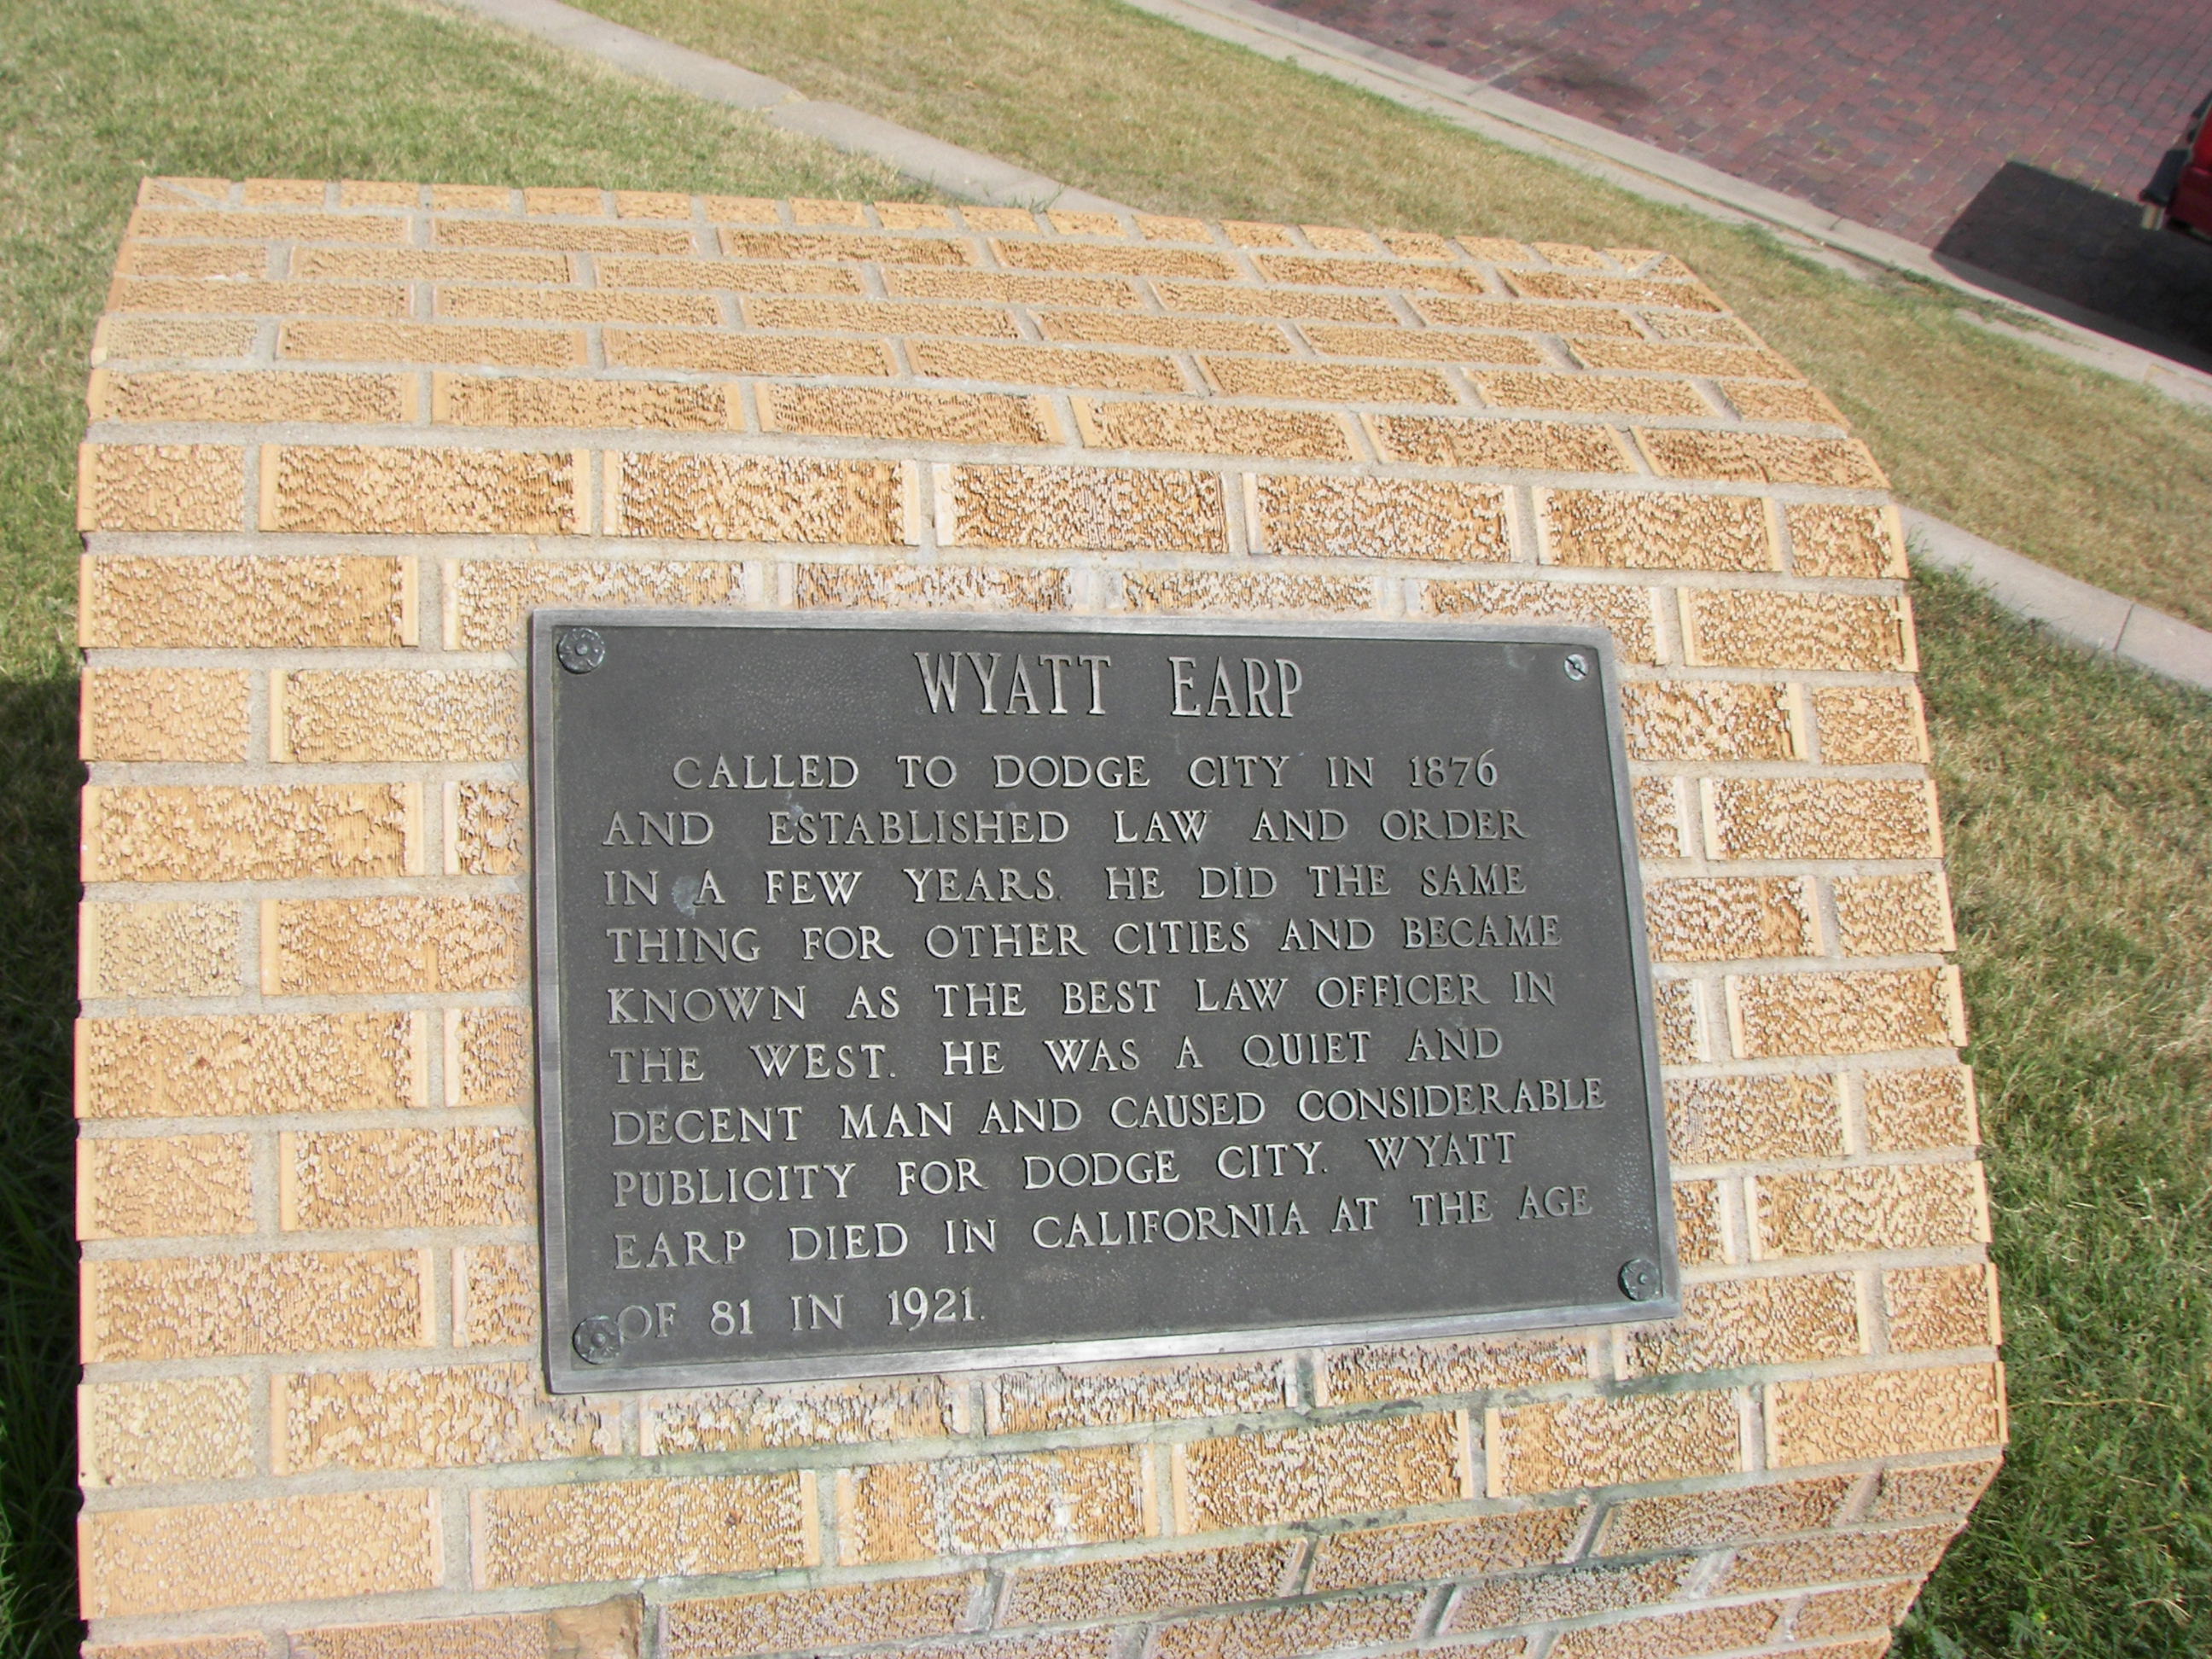 WYATT EARP
CALLED TO DODGE CITY IN 1876
AND ESTABLISHED LAW AND ORDER
IN A FEW YEARS. HE DID THE SAME
THING FOR OTHER CITIES AND BECAME
KNOWN AS THE BEST LAW OFFICER IN
THE WEST. HE WAS A QUIET AND
DECENT MAN AND CAUSED CONSIDERABLE
PUBLICITY FOR DODGE CITY. WYATT
EARP DIED IN CALIFORNIA AT THE AGE
OF 81 IN 1921.